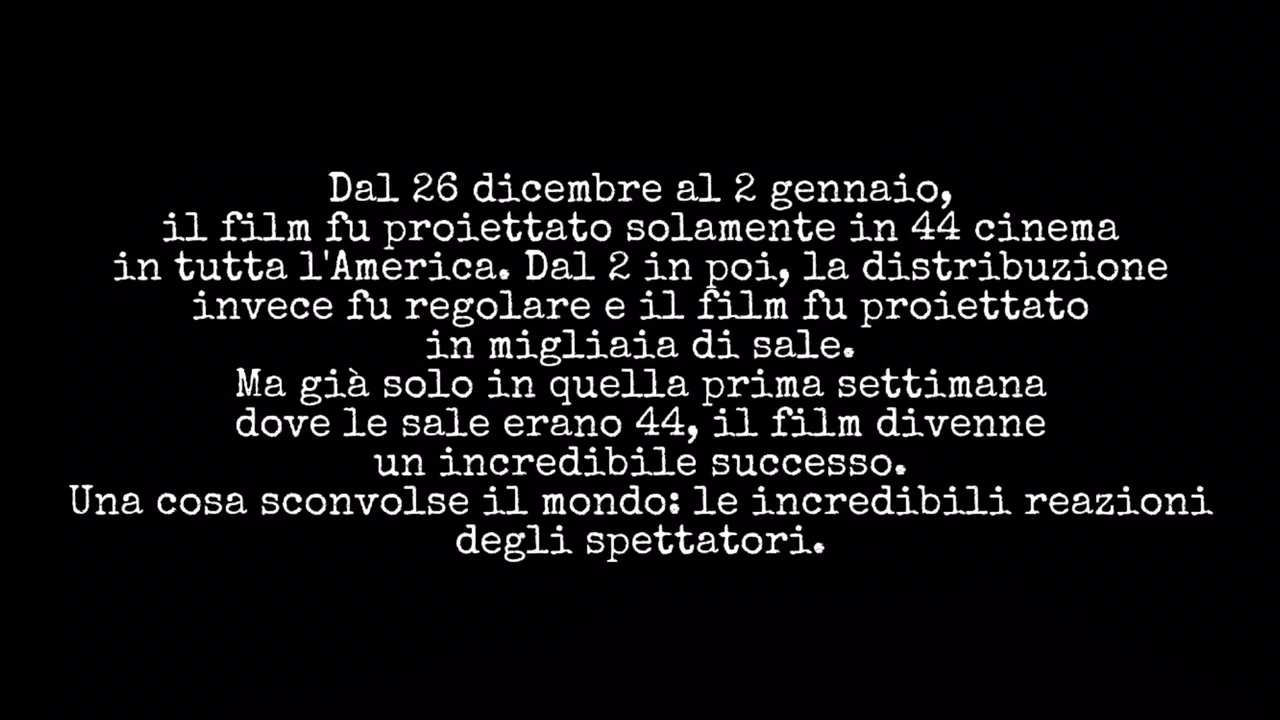 Dal 26 dicembre al 2 gennaio,
il film fu proiettato solamente in 44 cinema
in tutta l'America. Dal 2 in poi, la distribuzione
invece fu regolare e il film fu proiettato
in migliaia di sale.
Ma già solo in quella prima settimana
dove le sale erano 44, il film divenne
un incredibile successo.
Una cosa sconvolse il mondo: le incredibili reazioni
degli spettatori.